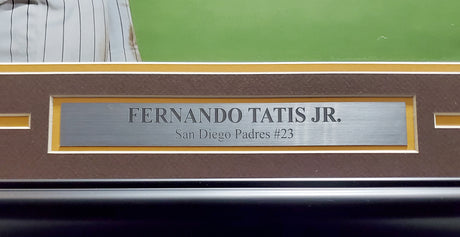 FERNANDO TATIS JR.
San Diego Padres #23